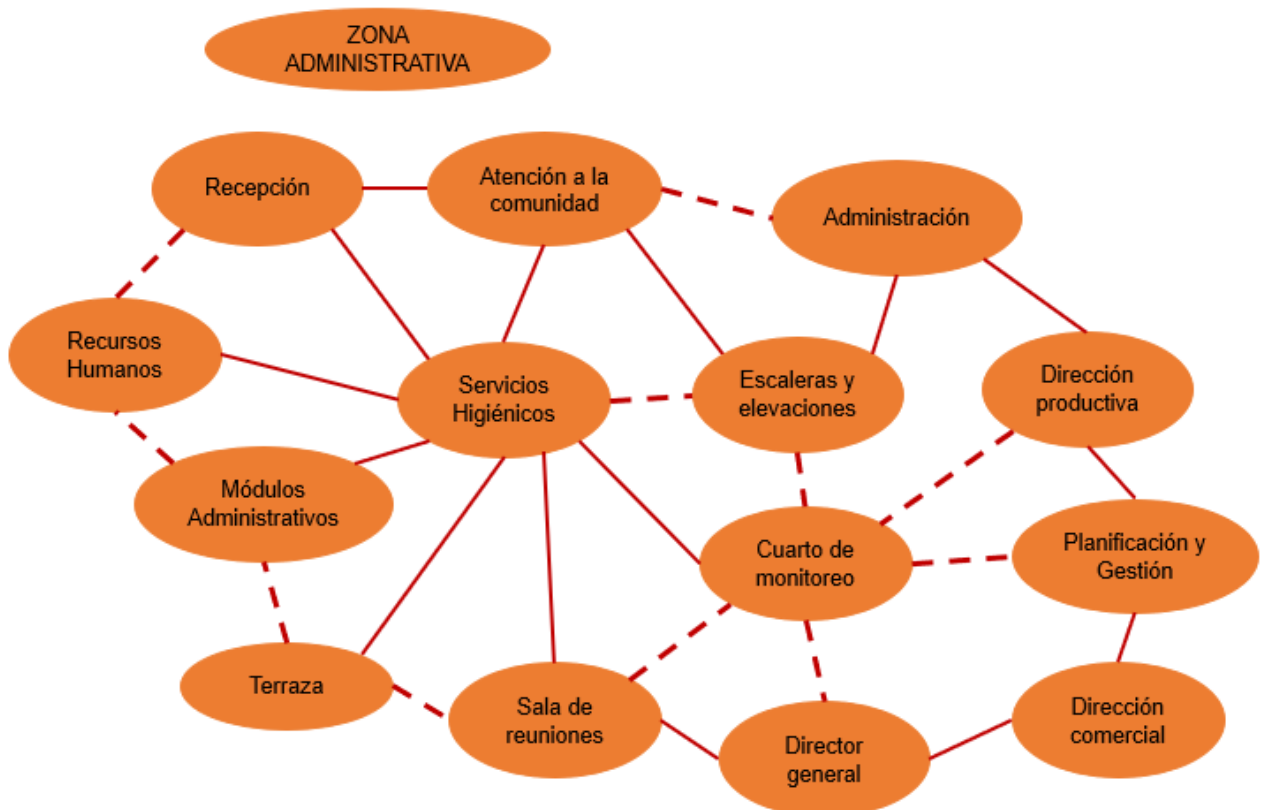 ZONA
ADMINISTRATIVA
Recepción
Atención a la
comunidad
Administración
Recursos
Humanos
Servicios
Higiénicos
Escaleras y
elevaciones
Dirección
productiva
Módulos
Administrativos
Cuarto de
monitoreo
Planificación y
Gestión
Terraza
Sala de
reuniones
Director
general
Dirección
comercial